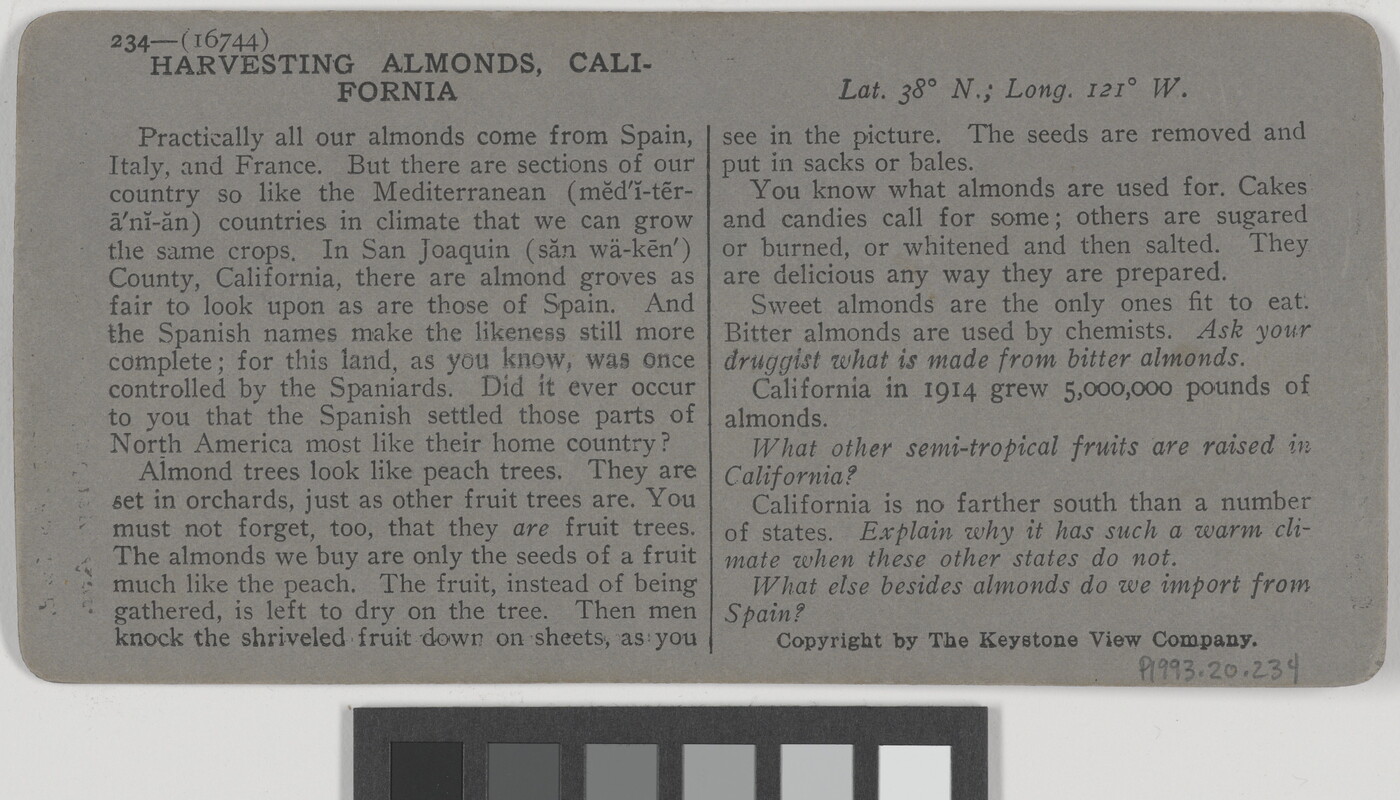 234—(16744)
HARVESTING ALMONDS, CALI-
FORNIA
Lat. 38° N.; Long. 121° W.
Practically all our almonds come from Spain,
Italy, and France. But there are sections of our
country so like the Mediterranean (mĕd′ĭ-tẽr-
ā′nĭ-ăn) countries in climate that we can grow
the same crops. In San Joaquin (săn wä-kēn′)
County, California, there are almond groves as
fair to look upon as are those of Spain. And
the Spanish names make the likeness still more
complete; for this land, as you know, was once
controlled by the Spaniards. Did it ever occur
to you that the Spanish settled those parts of
North America most like their home country?
Almond trees look like peach trees. They are
set in orchards, just as other fruit trees are. You
must not forget, too, that they are fruit trees.
The almonds we buy are only the seeds of a fruit
much like the peach. The fruit, instead of being
gathered, is left to dry on the tree. Then men
knock the shriveled fruit down on sheets, as you
see in the picture. The seeds are removed and
put in sacks or bales.
You know what almonds are used for. Cakes
and candies call for some; others are sugared
or burned, or whitened and then salted. They
are delicious any way they are prepared.
Sweet almonds are the only ones fit to eat.
Bitter almonds are used by chemists. Ask your
druggist what is made from bitter almonds.
California in 1914 grew 5,000,000 pounds of
almonds.
What other semi-tropical fruits are raised in
California?
California is no farther south than a number
of states. Explain why it has such a warm cli-
mate when these other states do not.
What else besides almonds do we import from
Spain?
Copyright by The Keystone View Company.
P1993.20.234